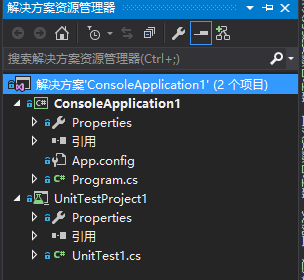 解决方案资源管理器
搜索解决方案资源管理器(Ctrl+;)
解决方案'ConsoleApplication1' (2 个项目)
C# ConsoleApplication1
Properties
引用
App.config
C# Program.cs
UnitTestProject1
Properties
引用
C# UnitTest1.cs